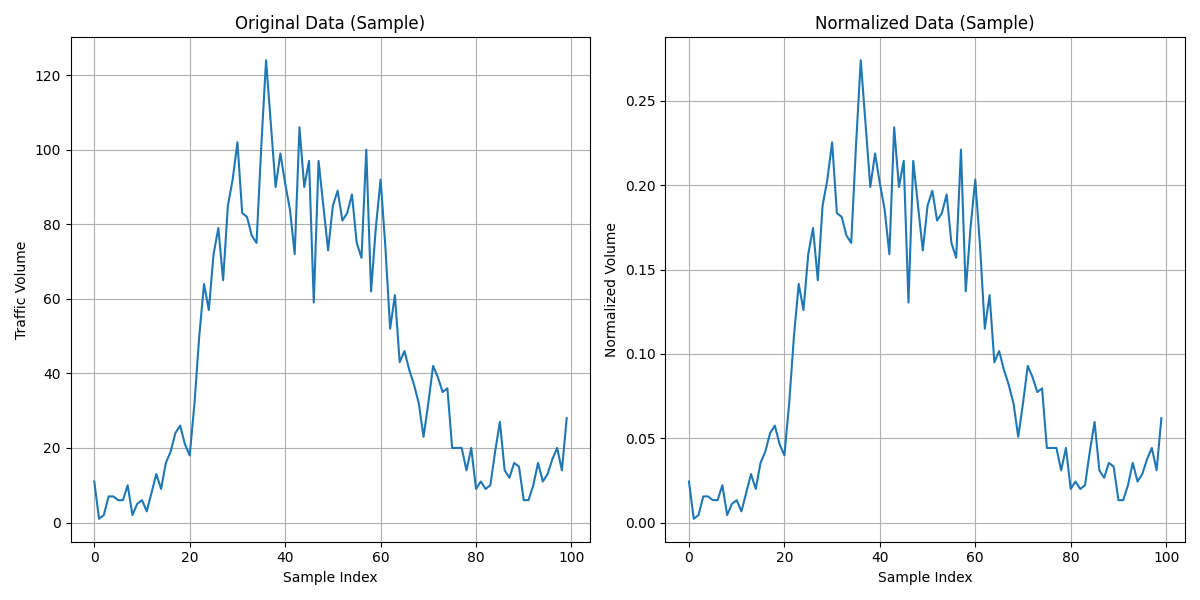 Original Data (Sample)
Traffic Volume
120
100
80
60
40
20
0
0 20 40 60 80 100
Sample Index
Normalized Data (Sample)
Normalized Volume
0.25
0.20
0.15
0.10
0.05
0.00
0 20 40 60 80 100
Sample Index